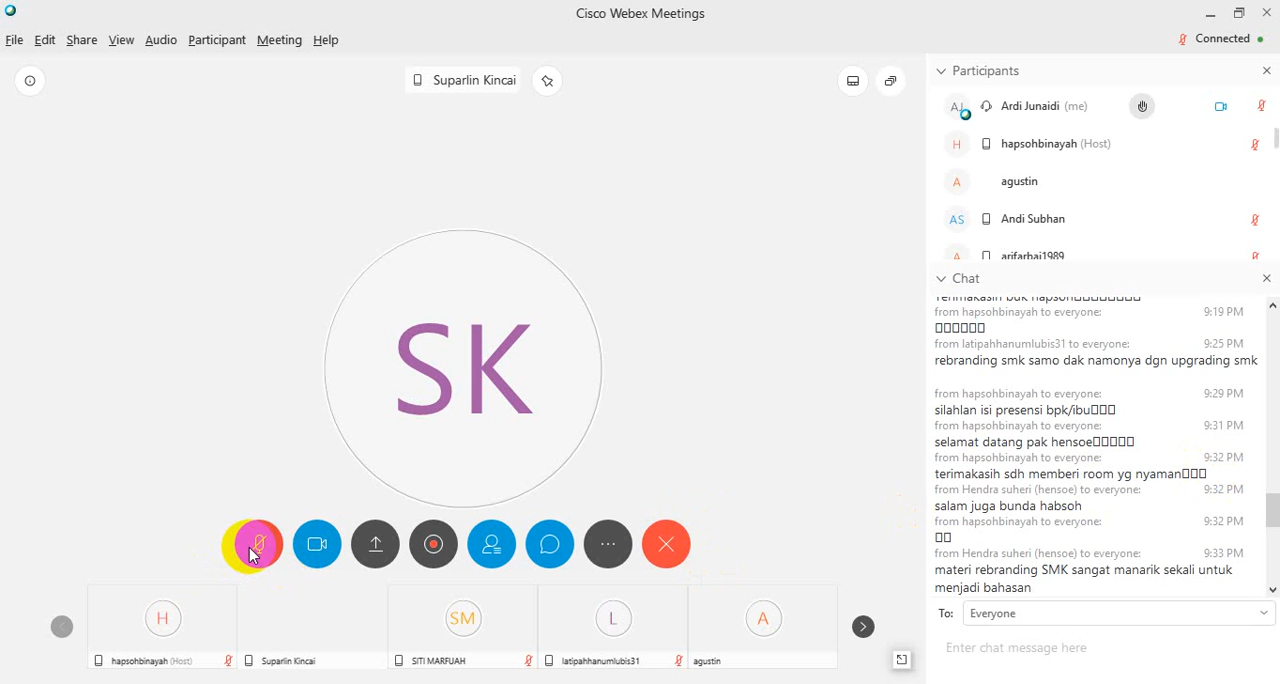 Cisco Webex Meetings
File Edit Share View Audio Participant Meeting Help
Connected
Suparlin Kincai
SK
Participants
AJ Ardi Junaidi (me)
H hapsohbinayah (Host)
A agustin
AS Andi Subhan
A arifarbai1989
Chat
Terimakasih buk hapsoh
from hapsohbinayah to everyone: 9:19 PM
from latipahhanumlubis31 to everyone: 9:25 PM
rebranding smk samo dak namonya dgn upgrading smk
from hapsohbinayah to everyone: 9:29 PM
silahlan isi presensi bpk/ibu
from hapsohbinayah to everyone: 9:31 PM
selamat datang pak hensoe
from hapsohbinayah to everyone: 9:32 PM
terimakasih sdh memberi room yg nyaman
from Hendra suheri (hensoe) to everyone: 9:32 PM
salam juga bunda habsoh
from hapsohbinayah to everyone: 9:32 PM
from Hendra suheri (hensoe) to everyone: 9:33 PM
materi rebranding SMK sangat manarik sekali untuk
menjadi bahasan
To: Everyone
Enter chat message here
H SM L A
hapsohbinayah (Host) Suparlin Kincai SITI MARFUAH latipahhanumlubis31 agustin